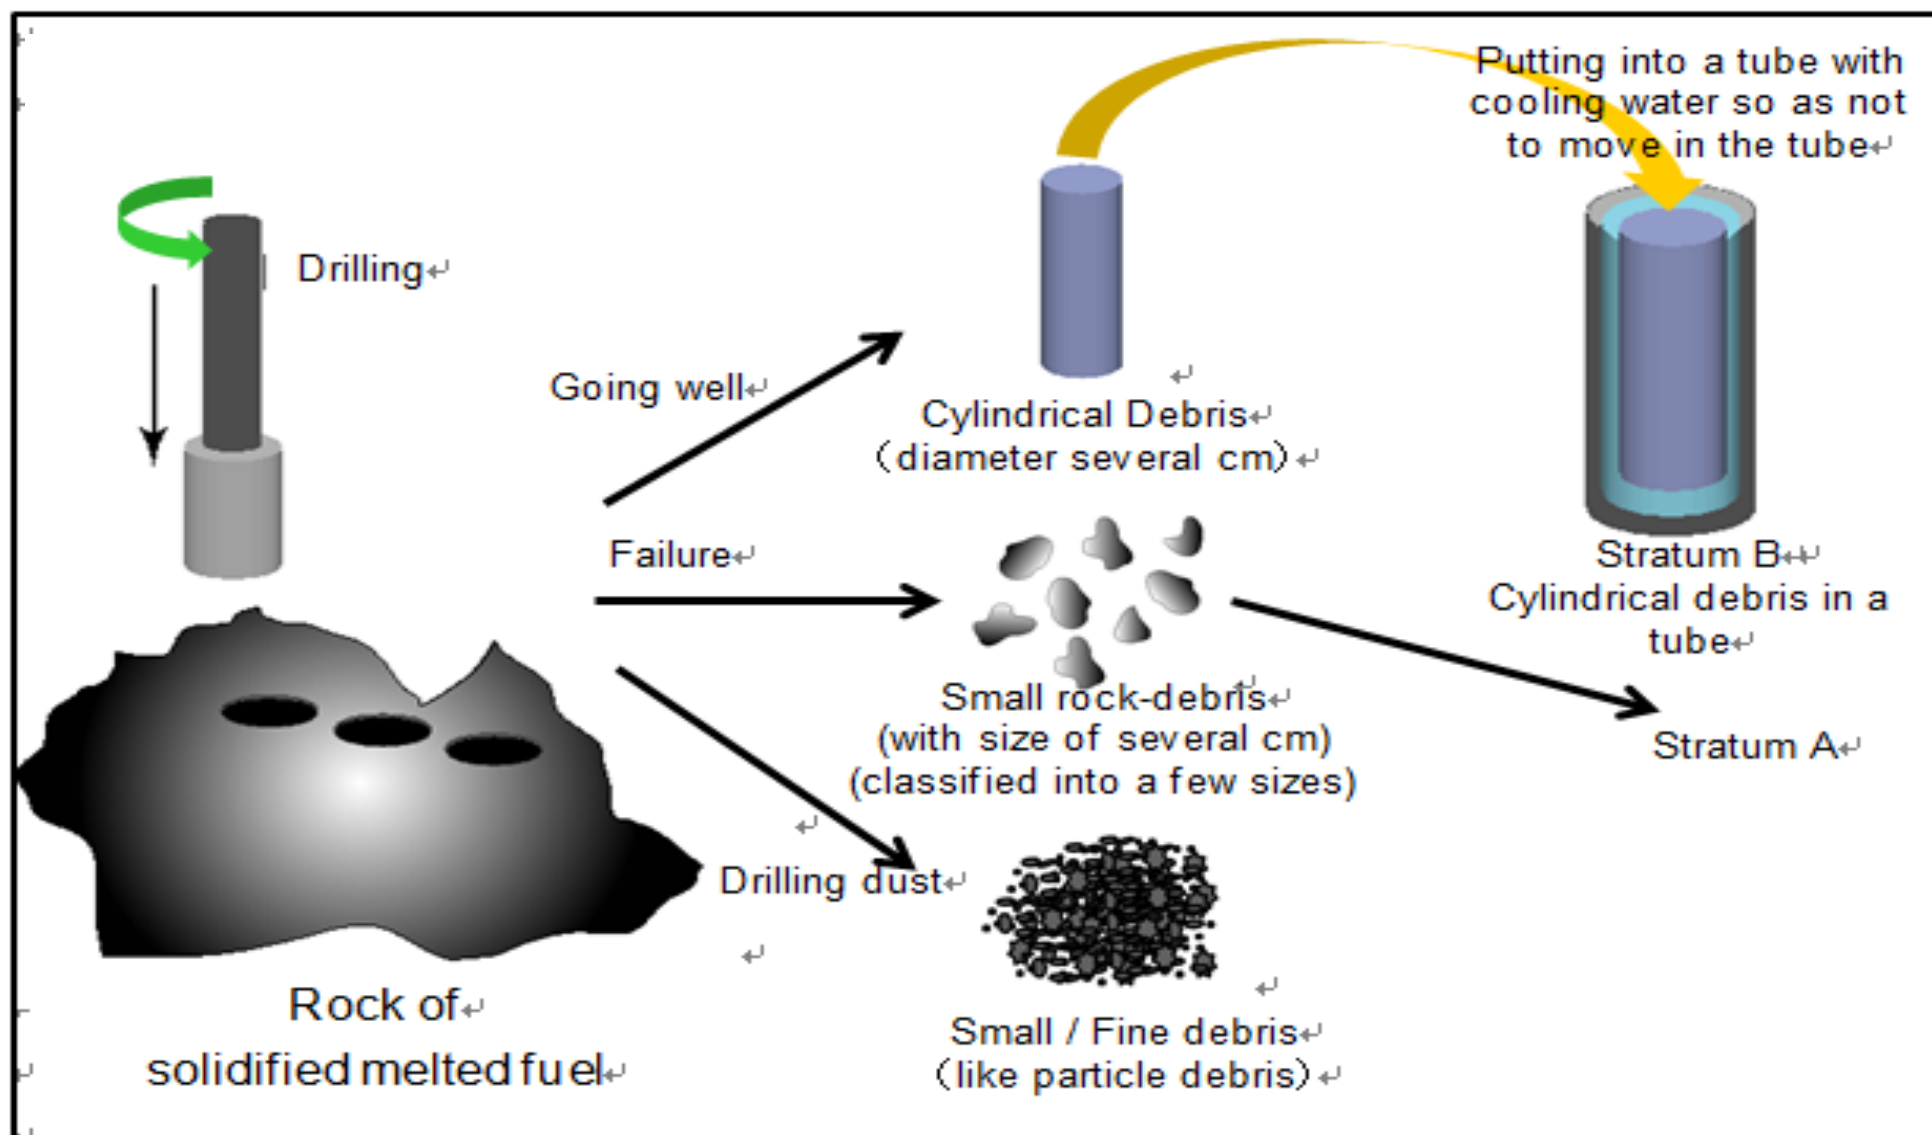 Putting into a tube with
cooling water so as not
to move in the tube
Drilling
Going well
Cylindrical Debris
(diameter several cm)
Failure
Stratum B
Cylindrical debris in a
tube
Small rock-debris
(with size of several cm)
(classified into a few sizes)
Stratum A
Drilling dust
Rock of
solidified melted fuel
Small / Fine debris
(like particle debris)